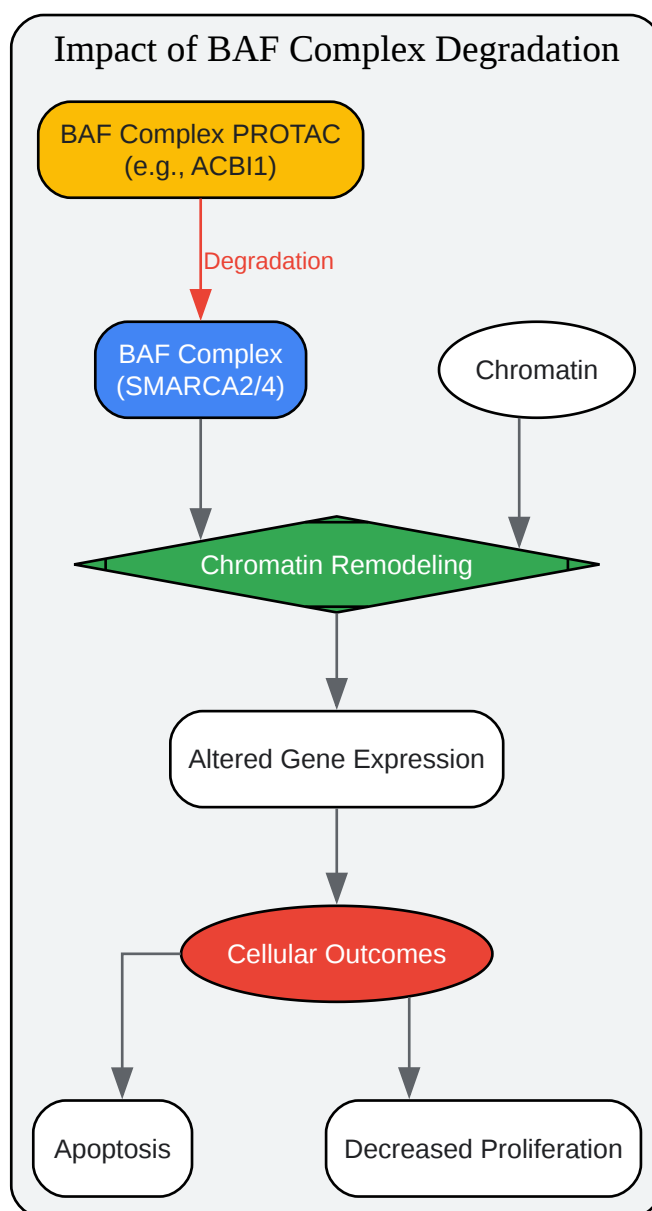 Impact of BAF Complex Degradation
BAF Complex PROTAC
(e.g., ACBI1)
Degradation
BAF Complex
(SMARCA2/4)
Chromatin
Chromatin Remodeling
Altered Gene Expression
Cellular Outcomes
Apoptosis
Decreased Proliferation